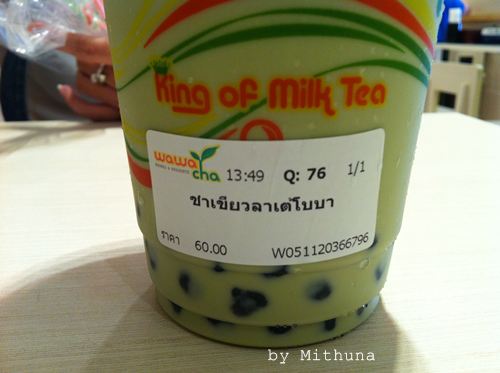 King of Milk Tea
wawa cha 13:49 Q: 76 1/1
ชาเขียวลาเต้โบบา
ราคา 60.00 W051120366796
by Mithuna